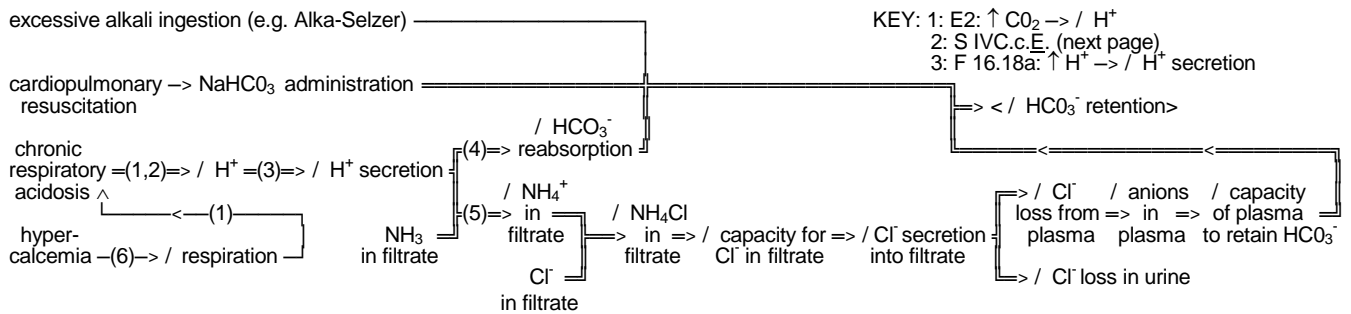 excessive alkali ingestion (e.g. Alka-Selzer)
KEY: 1: E2: ↑ C0₂ –> / H⁺
2: S IVC.c.E. (next page)
3: F 16.18a: ↑ H⁺ –> / H⁺ secretion
cardiopulmonary –> NaHC0₃ administration
resuscitation
=> < / HC0₃⁻ retention>
/ HCO₃⁻
(4)=> reabsorption
chronic
respiratory =(1,2)=> / H⁺ =(3)=> / H⁺ secretion
acidosis ^
< —(1)
hyper-
calcemia –(6)–> / respiration
/ NH₄⁺
(5)=> in
filtrate
NH₃
in filtrate
Cl⁻
in filtrate
/ NH₄Cl
=> in => / capacity for => / Cl⁻ secretion
filtrate Cl⁻ in filtrate into filtrate
< <
=> / Cl⁻ / anions / capacity
loss from => in => of plasma
plasma plasma to retain HC0₃⁻
=> / Cl⁻ loss in urine